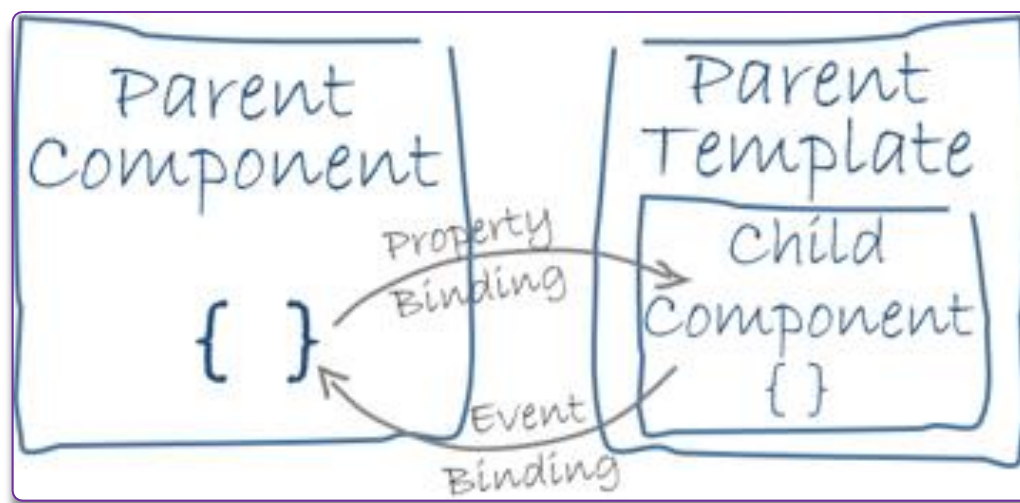 Parent
Component
{ }
Property
Binding
Event
Binding
Parent
Template
Child
Component
{ }